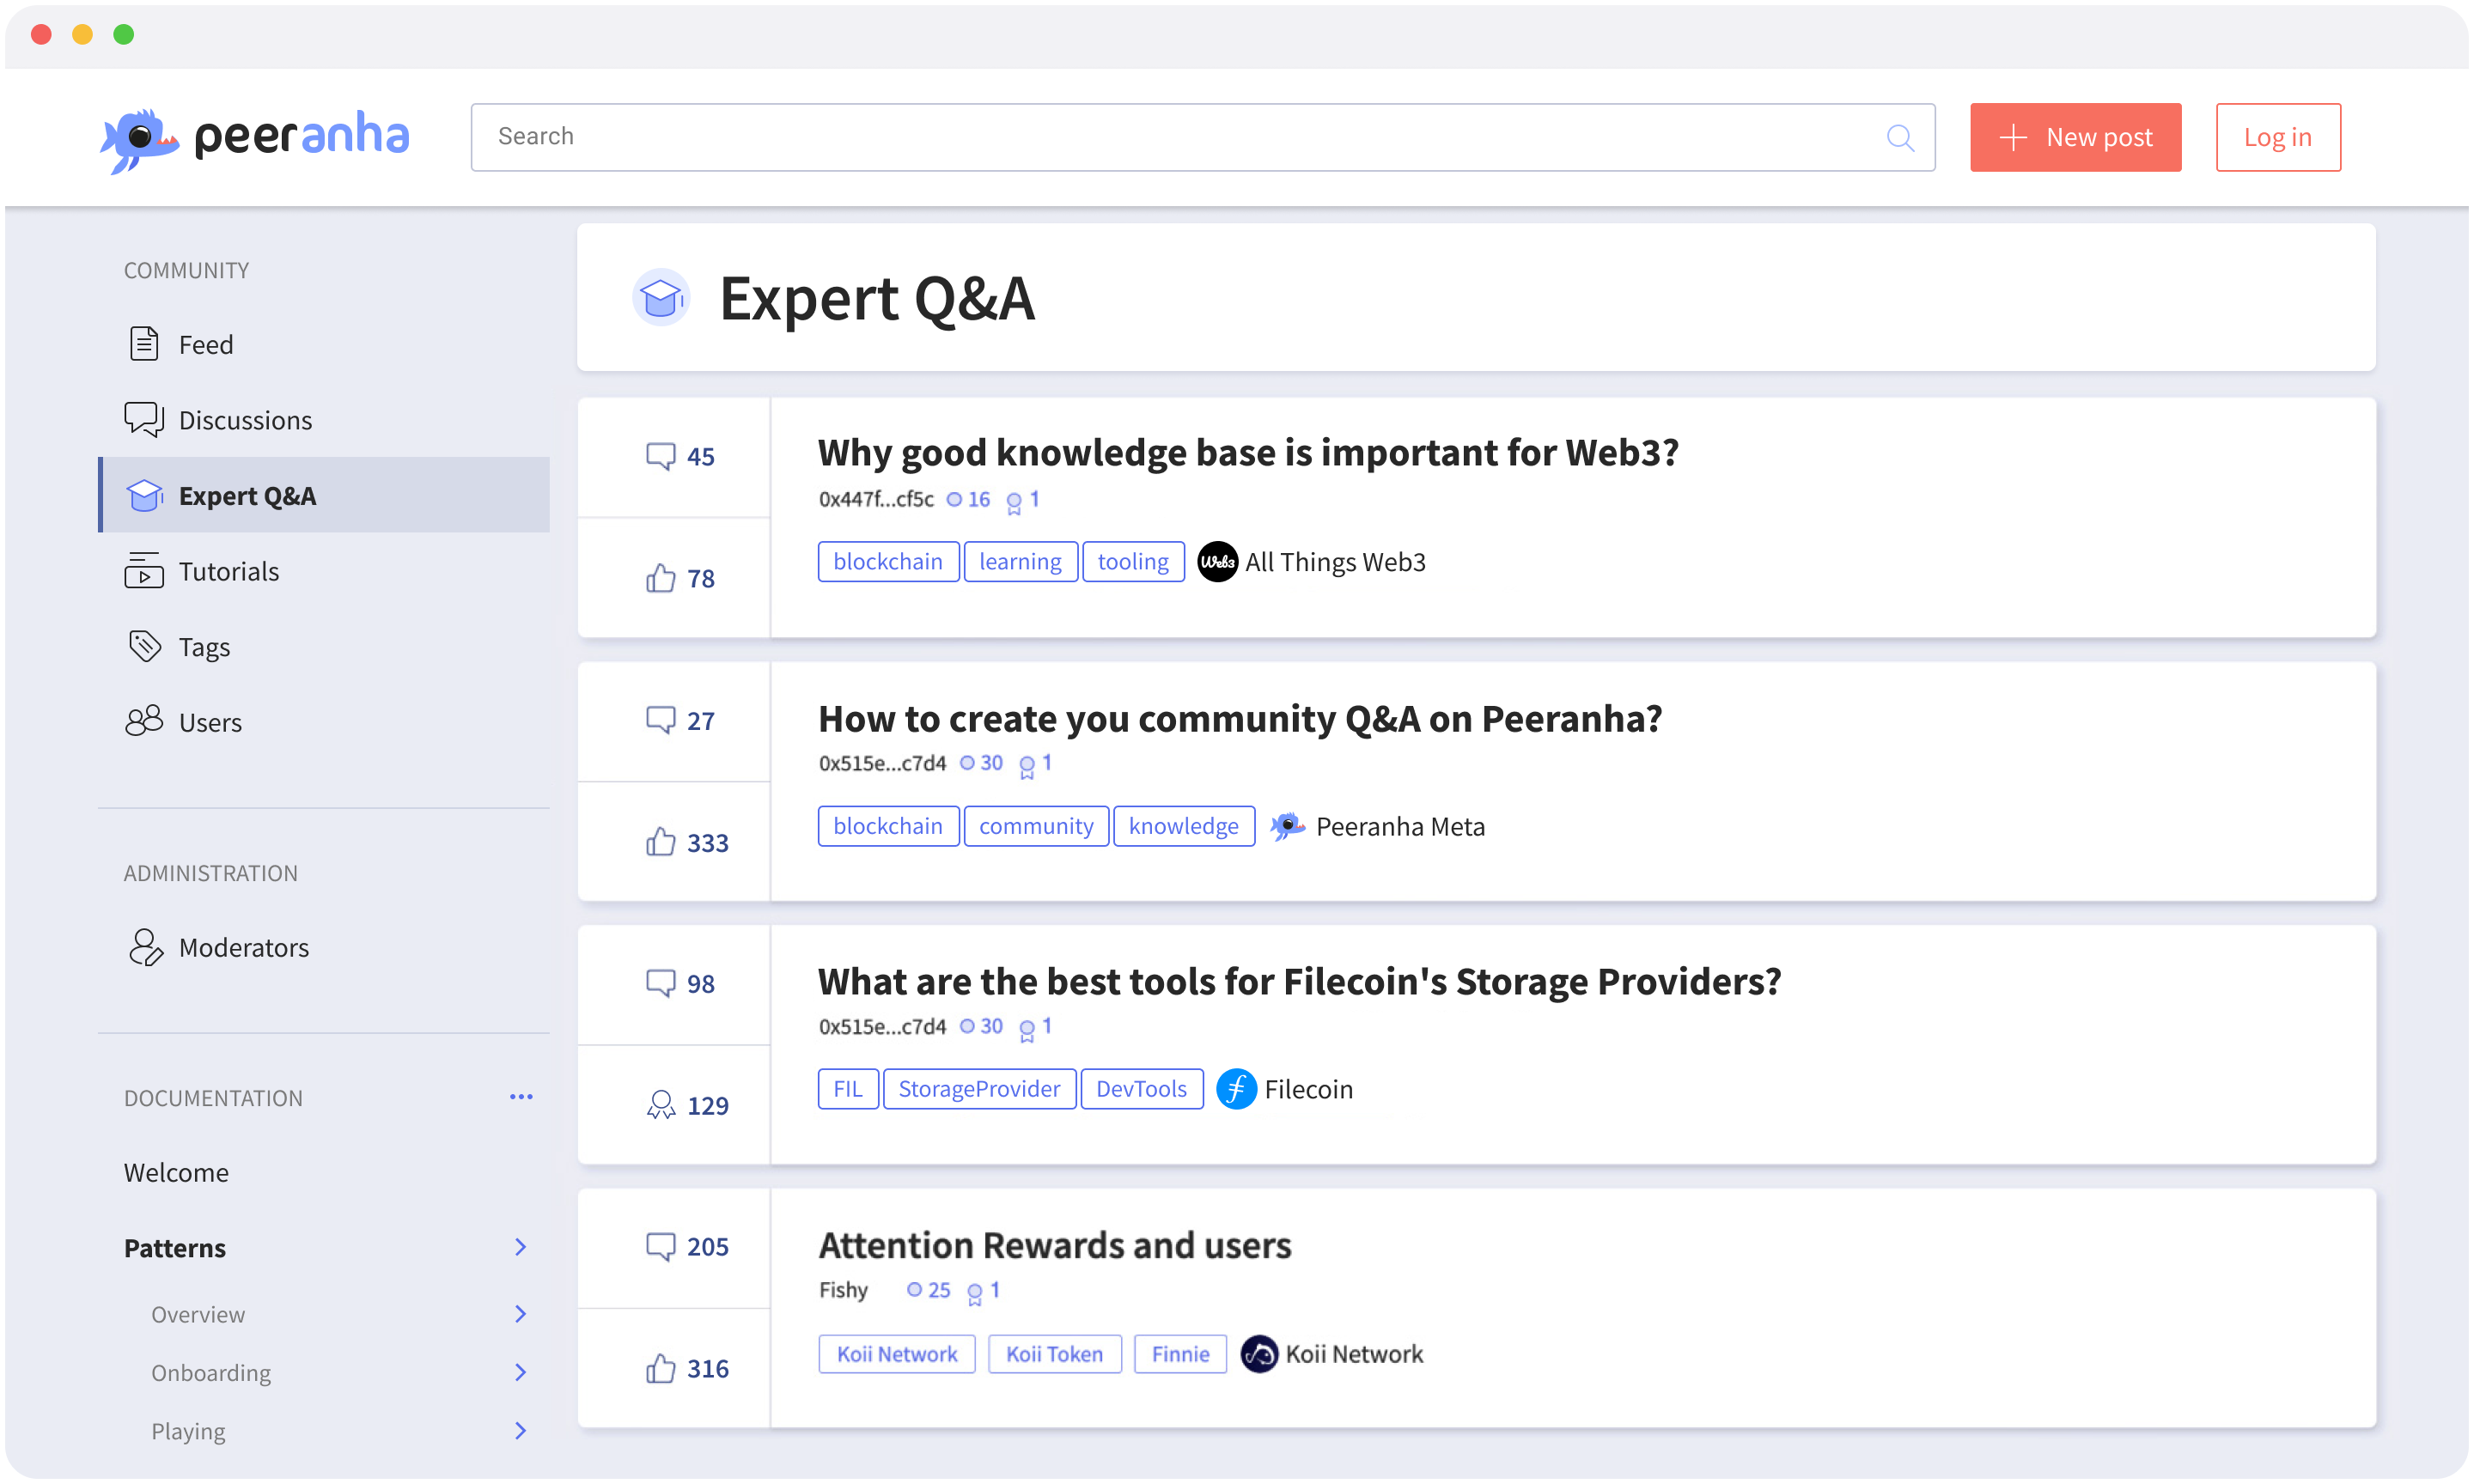 peeranha
Search
New post
Log in
COMMUNITY
Feed
Discussions
Expert Q&A
Tutorials
Tags
Users
ADMINISTRATION
Moderators
DOCUMENTATION
Welcome
Patterns
Overview
Onboarding
Playing
Expert Q&A
45
Why good knowledge base is important for Web3?
0x447f...cf5c 16 1
78
blockchain learning tooling Web3 All Things Web3
27
How to create you community Q&A on Peeranha?
0x515e...c7d4 30 1
333
blockchain community knowledge Peeranha Meta
98
What are the best tools for Filecoin's Storage Providers?
0x515e...c7d4 30 1
129
FIL StorageProvider DevTools Filecoin
205
Attention Rewards and users
Fishy 25 1
316
Koii Network Koii Token Finnie Koii Network